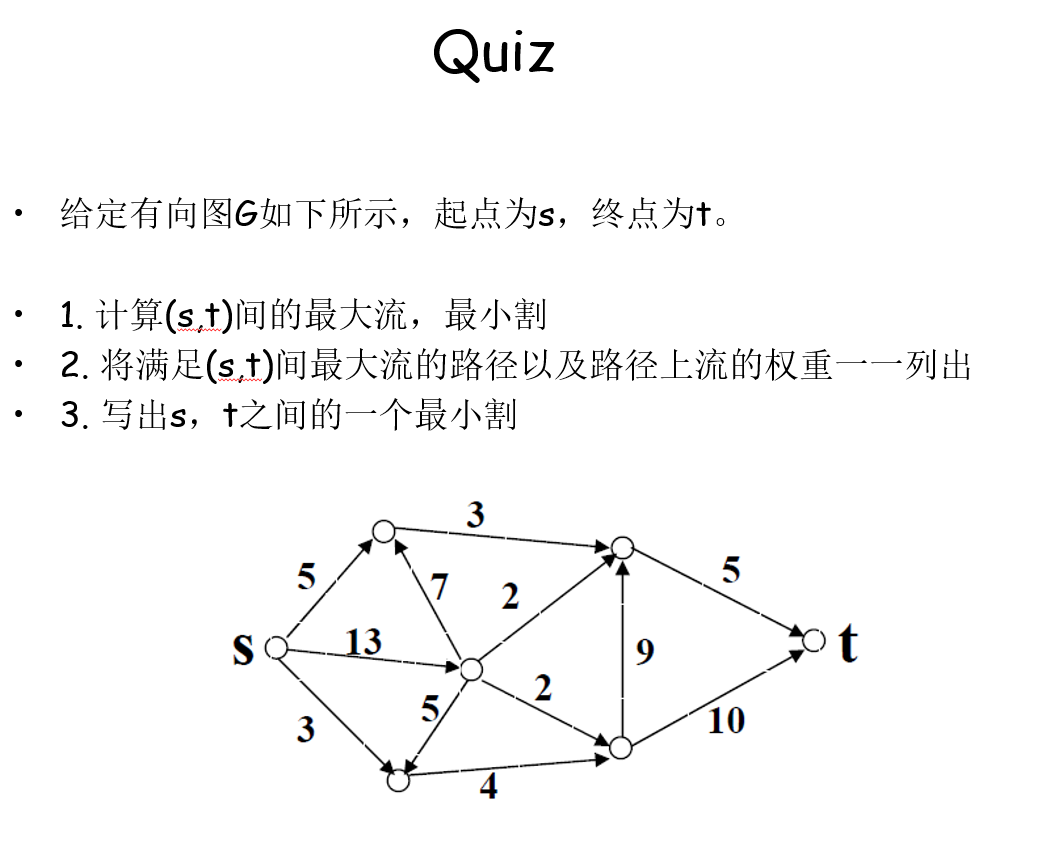 Quiz
• 给定有向图G如下所示，起点为s，终点为t。
• 1. 计算(s,t)间的最大流，最小割
• 2. 将满足(s,t)间最大流的路径以及路径上流的权重一一列出
• 3. 写出s，t之间的一个最小割
3
5
5
7
2
s
13
9
t
5
2
3
10
4